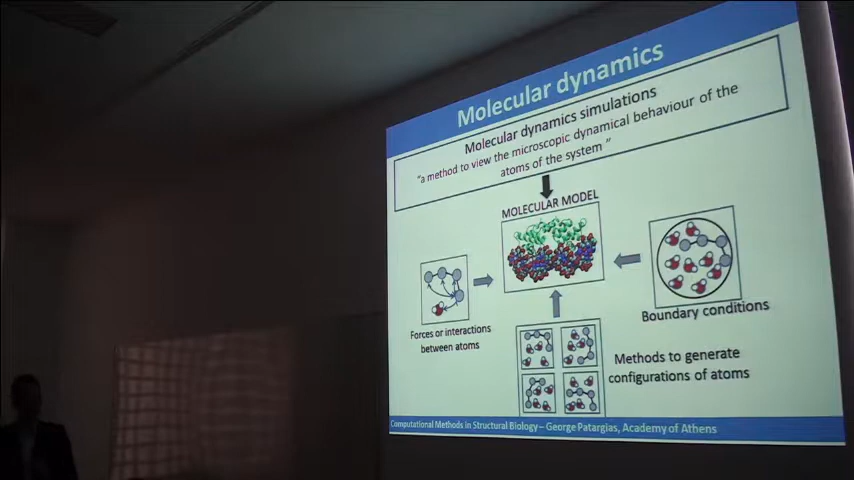 Molecular dynamics
Molecular dynamics simulations
"a method to view the microscopic dynamical behaviour of the
atoms of the system"
MOLECULAR MODEL
Forces or interactions
between atoms
Boundary conditions
Methods to generate
configurations of atoms
Computational Methods in Structural Biology – George Patargias, Academy of Athens